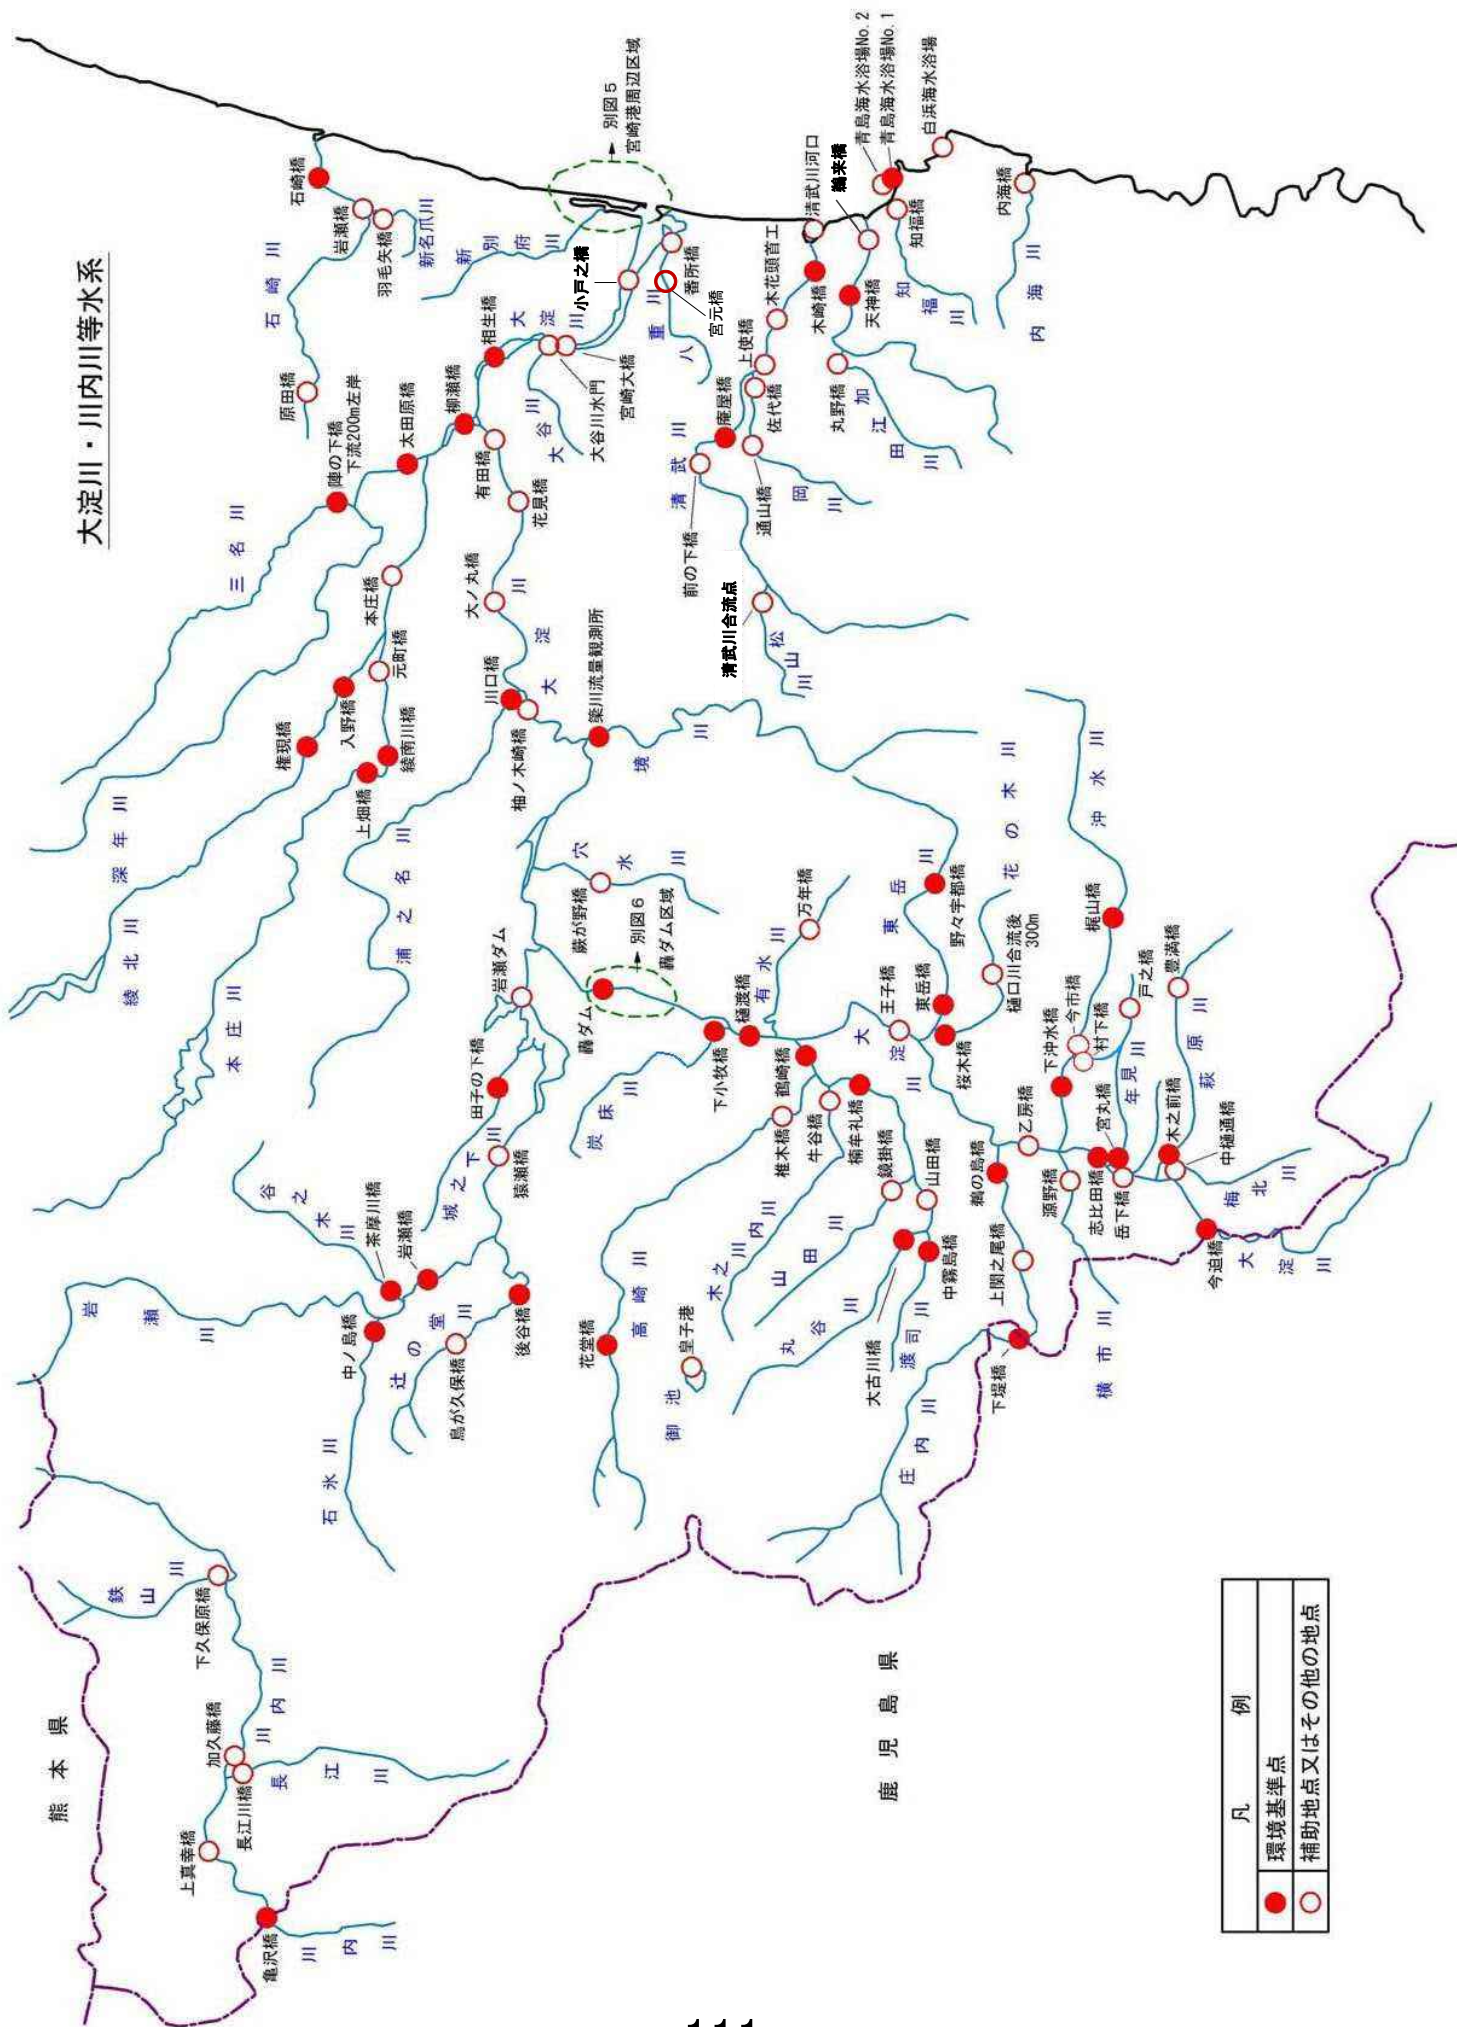 大淀川・川内川等水系
熊本県
鹿児島県
石崎橋
岩瀬橋
羽毛矢橋
新名爪川
石崎川
原田橋
新別府川
別図5
宮崎港周辺区域
小戸之橋
番所橋
宮元橋
八重川
相生橋
大淀川
宮崎大橋
大谷川水門
大谷川
柳瀬橋
有田橋
花見橋
太田原橋
陣の下橋
下流200m左岸
三名川
本庄橋
元町橋
入野橋
権現橋
綾南川橋
上畑橋
深年川
綾北川
本庄川
浦之名川
大ノ丸橋
大淀川
川口橋
柚ノ木崎橋
築川流量観測所
境川
清武川河口
木崎橋
木花頭首工
上使橋
佐代橋
庵屋橋
清武川
前の下橋
通山橋
岡川
清武川合流点
松山川
鵜来橋
天神橋
丸野橋
加江田川
青島海水浴場No.2
青島海水浴場No.1
知福橋
知福川
白浜海水浴場
内海橋
内海川
蕨が野橋
穴水川
別図6
轟ダム区域
轟ダム
岩瀬ダム
田子の下橋
城之下川
猿瀬橋
岩瀬橋
茶摩川橋
谷之木川
岩瀬川
中ノ島橋
石氷川
辻の堂川
鳥が久保橋
後谷橋
炭床川
下小牧橋
樋渡橋
有水川
万年橋
鶴崎橋
椎木橋
牛谷橋
楠牟礼橋
鏡掛橋
山田橋
花堂橋
高崎川
皇子港
御池
木之川内川
山田川
丸谷川
大古川橋
中霧島橋
渡司川
王子橋
大淀川
東岳川
東岳橋
野々宇都橋
桜木橋
花の木川
樋口川合流後
300m
沖水川
梶山橋
今市橋
村下橋
下沖水橋
戸之橋
年見川
豊満橋
萩原川
宮丸橋
木之前橋
中樋通橋
梅北川
乙房橋
源野橋
志比田橋
岳下橋
今迫橋
大淀川
鵜の島橋
上関之尾橋
下堤橋
庄内川
横市川
鉄山川
下久保原橋
川内川
加久藤橋
長江川橋
長江川
上真幸橋
亀沢橋
川内川
凡例
環境基準点
補助地点又はその他の地点